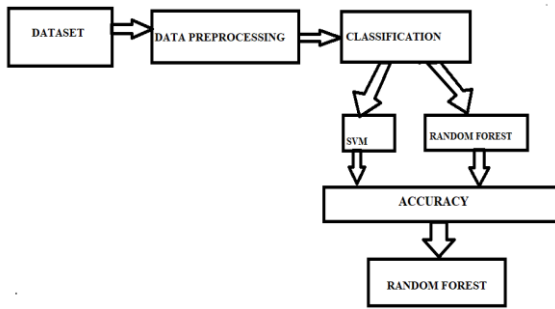 DATASET
DATA PREPROCESSING
CLASSIFICATION
SVM
RANDOM FOREST
ACCURACY
RANDOM FOREST